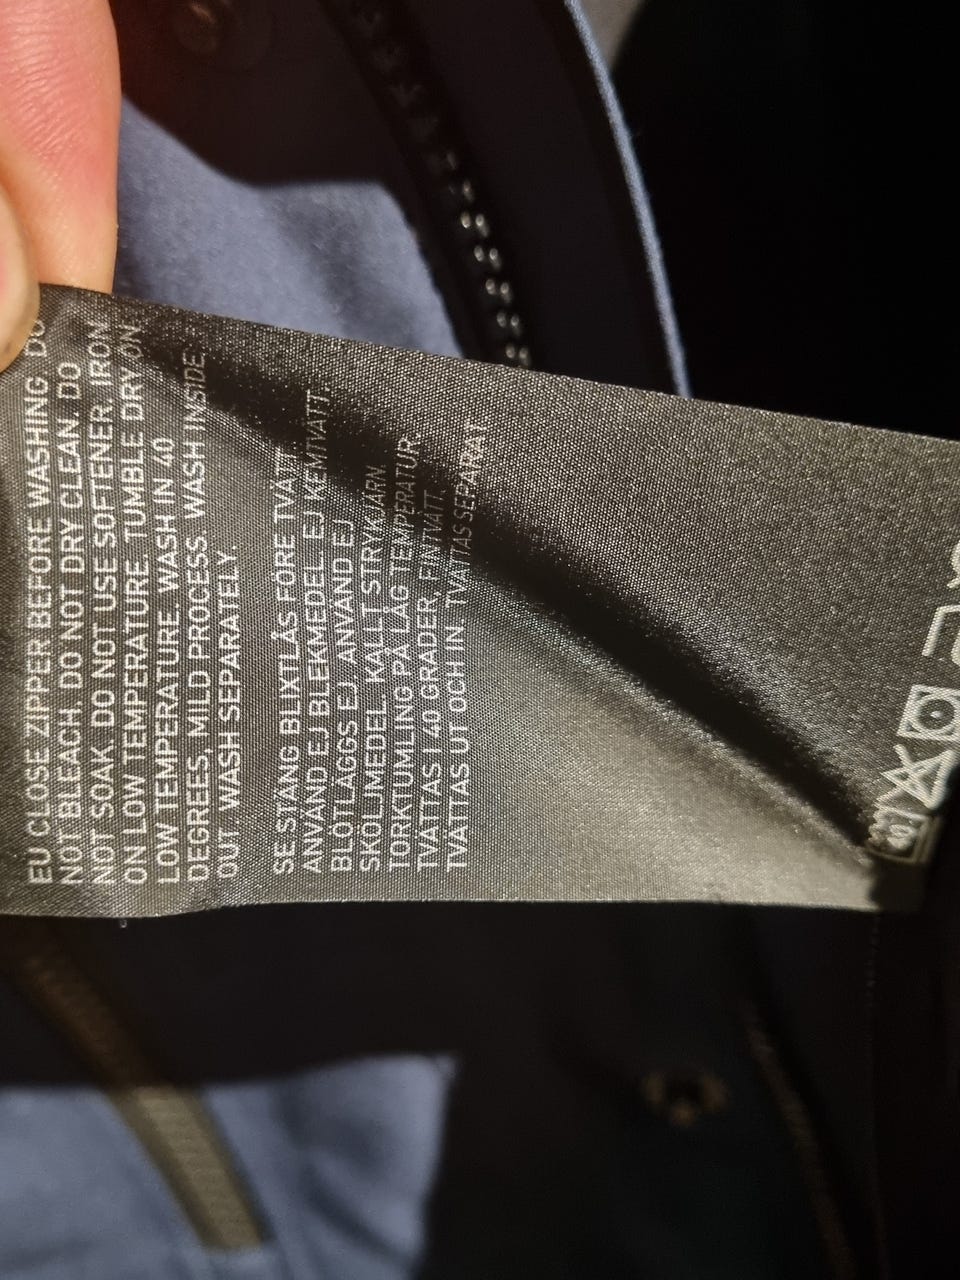 EU CLOSE ZIPPER BEFORE WASHING DO
NOT BLEACH. DO NOT DRY CLEAN. DO
NOT SOAK. DO NOT USE SOFTENER. IRON
ON LOW TEMPERATURE. TUMBLE DRY ON
LOW TEMPERATURE. WASH IN 40
DEGREES, MILD PROCESS. WASH INSIDE
OUT WASH SEPARATELY.
SE STÄNG BLIXTLÅS FÖRE TVÄTT.
ANVÄND EJ BLEKMEDEL. EJ KEMTVÄTT.
BLÖTLÄGGS EJ. ANVÄND EJ
SKÖLJMEDEL. KALLT STRYKJÄRN.
TORKTUMLING PÅ LÅG TEMPERATUR.
TVÄTTAS I 40 GRADER, FINTVÄTT.
TVÄTTAS UT OCH IN TVÄTTAS SEPARAT